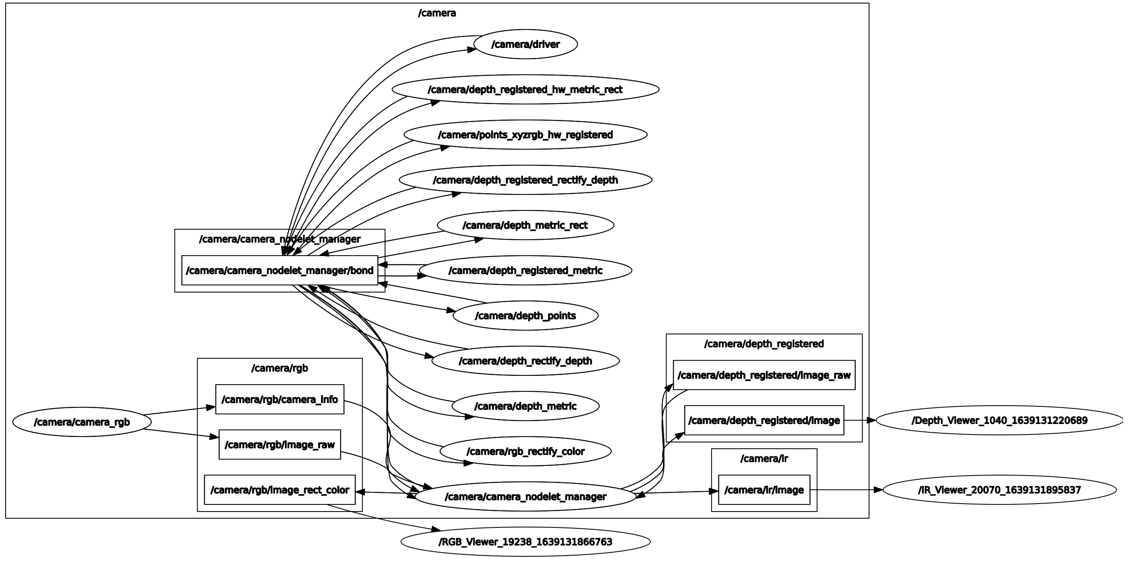 /camera
/camera/driver
/camera/depth_registered_hw_metric_rect
/camera/points_xyzrgb_hw_registered
/camera/depth_registered_rectify_depth
/camera/depth_metric_rect
/camera/camera_nodelet_manager
/camera/camera_nodelet_manager/bond
/camera/depth_registered_metric
/camera/depth_points
/camera/depth_registered
/camera/depth_rectify_depth
/camera/rgb
/camera/depth_registered/image_raw
/camera/rgb/camera_info
/camera/depth_metric
/camera/camera_rgb
/camera/depth_registered/image
/Depth_Viewer_1040_1639131220689
/camera/rgb/image_raw
/camera/rgb_rectify_color
/camera/ir
/camera/rgb/image_rect_color
/camera/camera_nodelet_manager
/camera/ir/image
/IR_Viewer_20070_1639131895837
/RGB_Viewer_19238_1639131866763